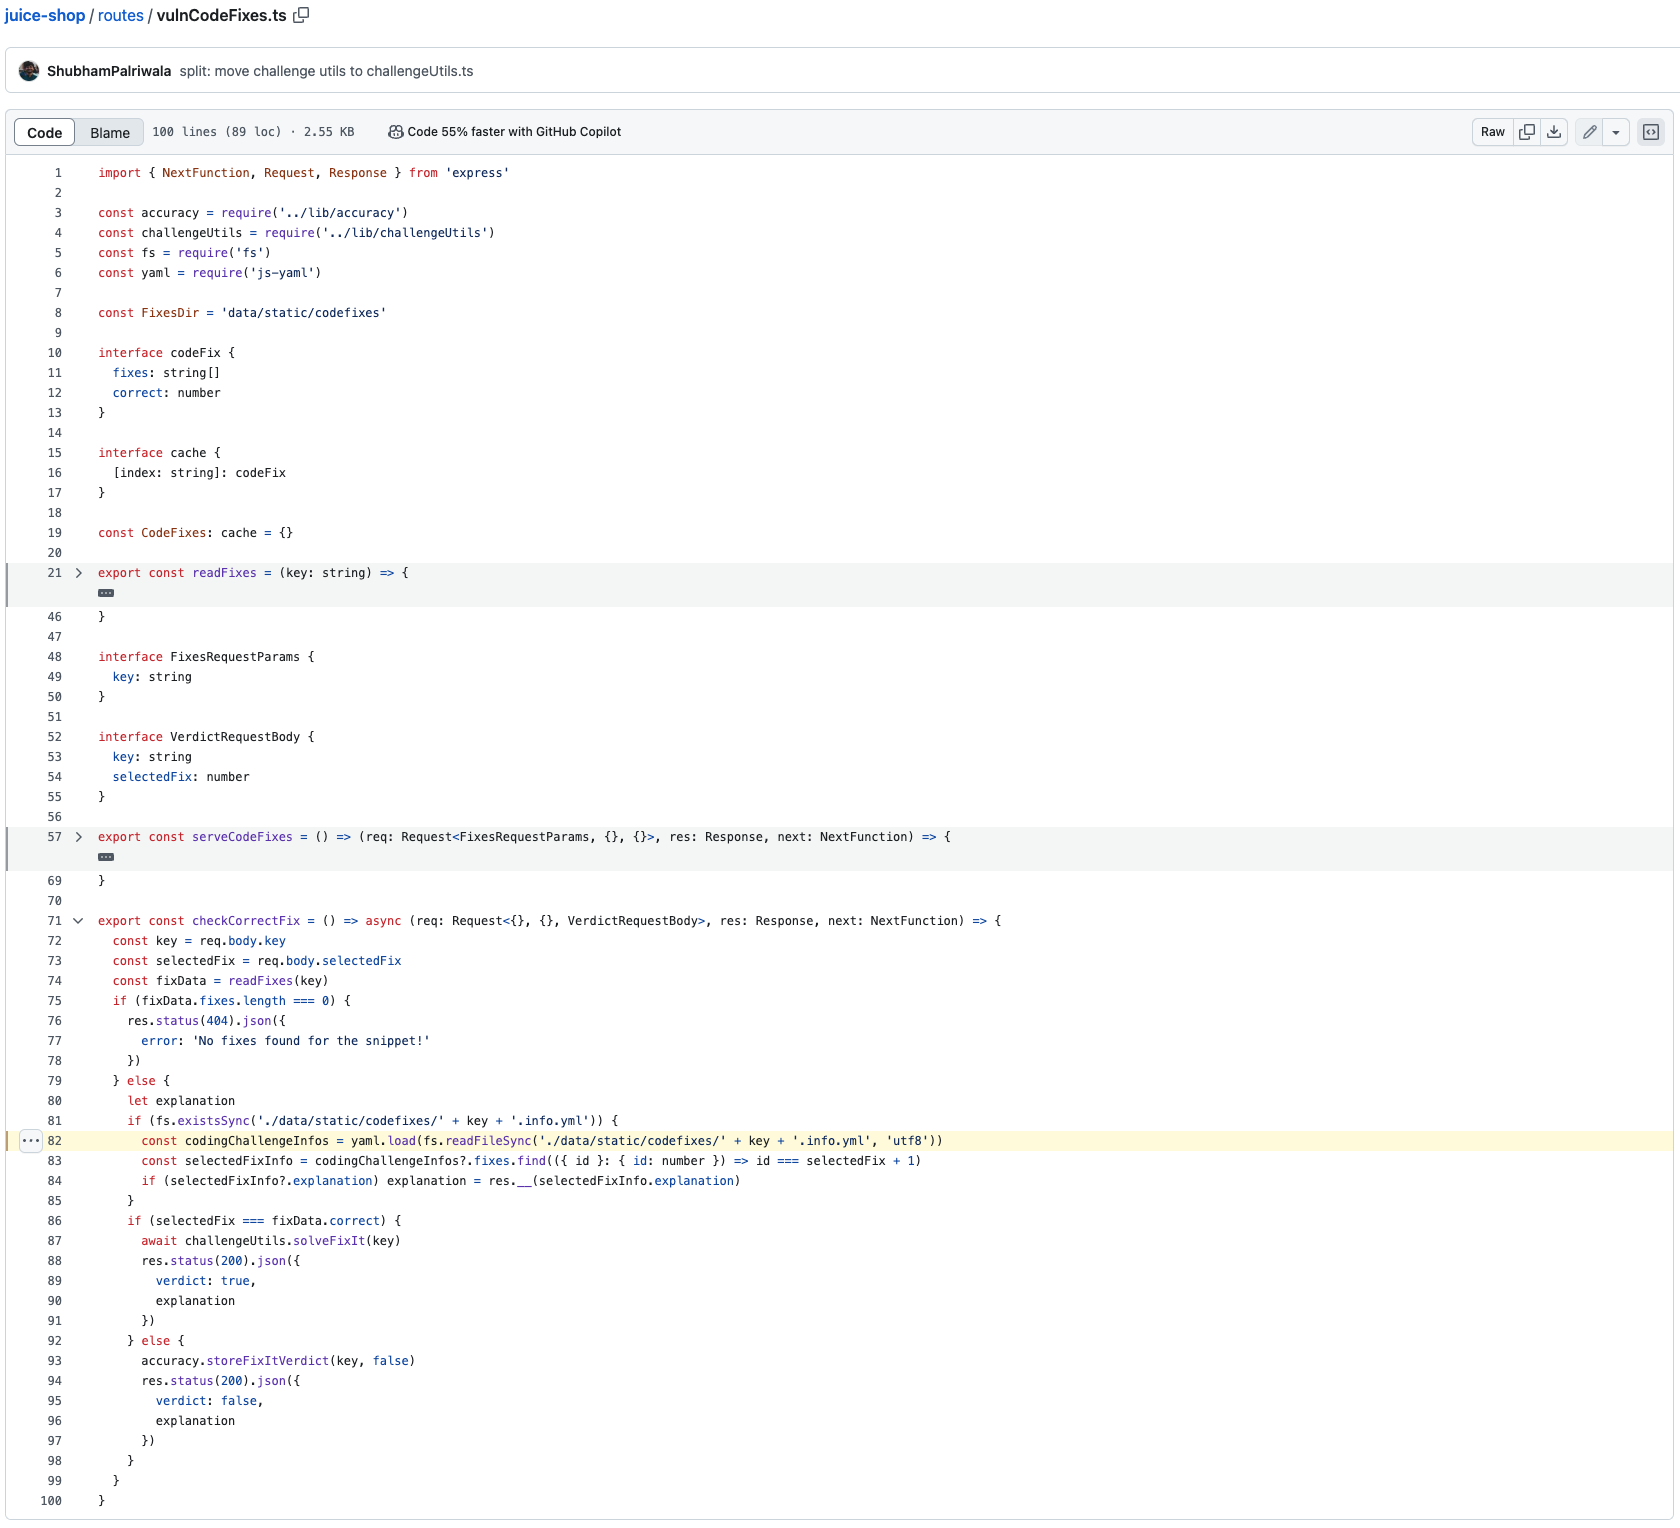 juice-shop / routes / vulnCodeFixes.ts
ShubhamPalriwala split: move challenge utils to challengeUtils.ts
Code Blame 100 lines (89 loc) · 2.55 KB Code 55% faster with GitHub Copilot Raw
1 import { NextFunction, Request, Response } from 'express'
2
3 const accuracy = require('../lib/accuracy')
4 const challengeUtils = require('../lib/challengeUtils')
5 const fs = require('fs')
6 const yaml = require('js-yaml')
7
8 const FixesDir = 'data/static/codefixes'
9
10 interface codeFix {
11   fixes: string[]
12   correct: number
13 }
14
15 interface cache {
16   [index: string]: codeFix
17 }
18
19 const CodeFixes: cache = {}
20
21 export const readFixes = (key: string) => {
...
46 }
47
48 interface FixesRequestParams {
49   key: string
50 }
51
52 interface VerdictRequestBody {
53   key: string
54   selectedFix: number
55 }
56
57 export const serveCodeFixes = () => (req: Request<FixesRequestParams, {}, {}>, res: Response, next: NextFunction) => {
...
69 }
70
71 export const checkCorrectFix = () => async (req: Request<{}, {}, VerdictRequestBody>, res: Response, next: NextFunction) => {
72   const key = req.body.key
73   const selectedFix = req.body.selectedFix
74   const fixData = readFixes(key)
75   if (fixData.fixes.length === 0) {
76     res.status(404).json({
77       error: 'No fixes found for the snippet!'
78     })
79   } else {
80     let explanation
81     if (fs.existsSync('./data/static/codefixes/' + key + '.info.yml')) {
... 82       const codingChallengeInfos = yaml.load(fs.readFileSync('./data/static/codefixes/' + key + '.info.yml', 'utf8'))
83       const selectedFixInfo = codingChallengeInfos?.fixes.find(({ id }: { id: number }) => id === selectedFix + 1)
84       if (selectedFixInfo?.explanation) explanation = res.__(selectedFixInfo.explanation)
85     }
86     if (selectedFix === fixData.correct) {
87       await challengeUtils.solveFixIt(key)
88       res.status(200).json({
89         verdict: true,
90         explanation
91       })
92     } else {
93       accuracy.storeFixItVerdict(key, false)
94       res.status(200).json({
95         verdict: false,
96         explanation
97       })
98     }
99   }
100 }